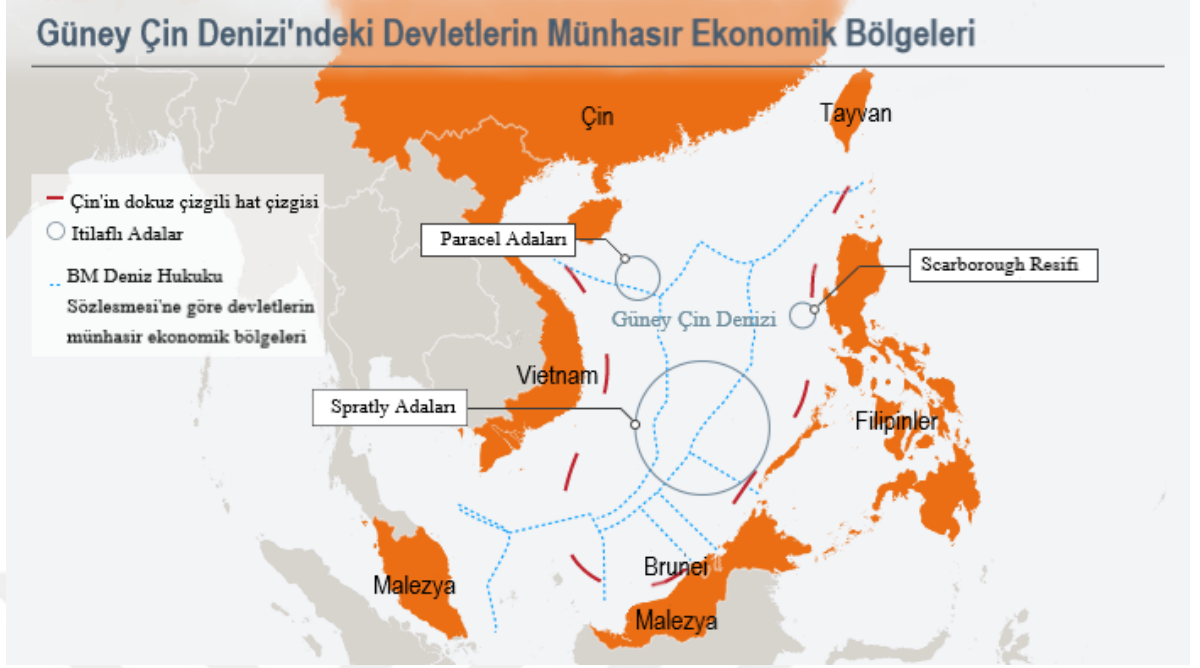 Güney Çin Denizi'ndeki Devletlerin Münhasır Ekonomik Bölgeleri
Çin
Tayvan
Çin'in dokuz çizgili hat çizgisi
Itilaflı Adalar
BM Deniz Hukuku
Sözlesmesi'ne göre devletlerin
münhasir ekonomik bölgeleri
Paracel Adaları
Scarborough Resifi
Güney Çin Denizi
Vietnam
Spratly Adaları
Filipinler
Brunei
Malezya
Malezya